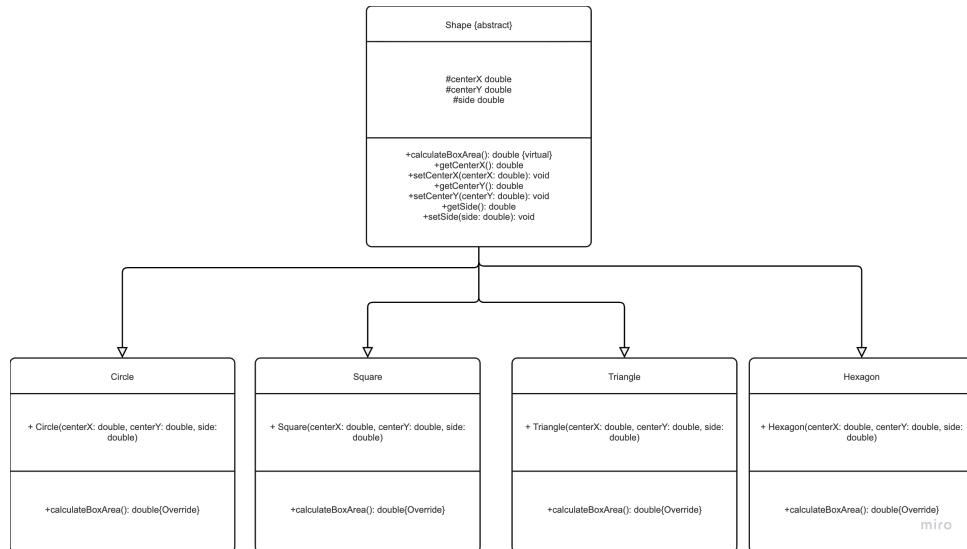 Shape {abstract}
#centerX double
#centerY double
#side double
+calculateBoxArea(): double {virtual}
+getCenterX(): double
+setCenterX(centerX: double): void
+getCenterY(): double
+setCenterY(centerY: double): void
+getSide(): double
+setSide(side: double): void
Circle
+ Circle(centerX: double, centerY: double, side:
double)
+calculateBoxArea(): double{Override}
Square
+ Square(centerX: double, centerY: double, side:
double)
+calculateBoxArea(): double{Override}
Triangle
+ Triangle(centerX: double, centerY: double, side:
double)
+calculateBoxArea(): double{Override}
Hexagon
+ Hexagon(centerX: double, centerY: double, side:
double)
+calculateBoxArea(): double{Override}
miro